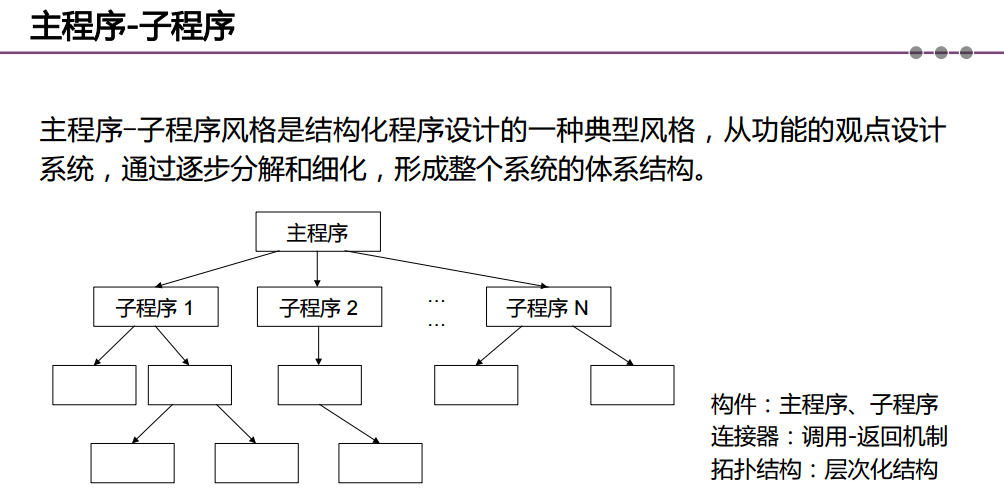 主程序-子程序
主程序–子程序风格是结构化程序设计的一种典型风格，从功能的观点设计
系统，通过逐步分解和细化，形成整个系统的体系结构。
主程序
子程序 1
子程序 2
...
...
子程序 N
构件：主程序、子程序
连接器：调用-返回机制
拓扑结构：层次化结构